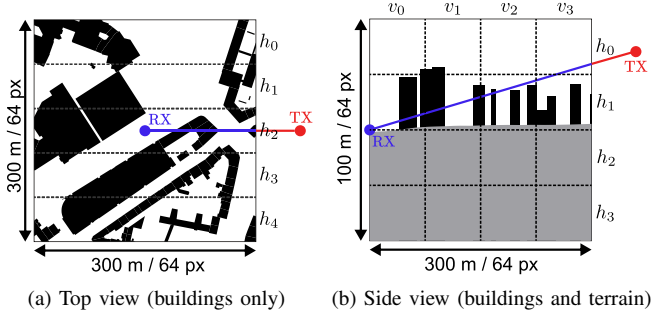 300 m / 64 px
h0
h1
h2
h3
h4
RX
TX
300 m / 64 px
(a) Top view (buildings only)
v0
v1
v2
v3
100 m / 64 px
h0
h1
h2
h3
TX
RX
300 m / 64 px
(b) Side view (buildings and terrain)